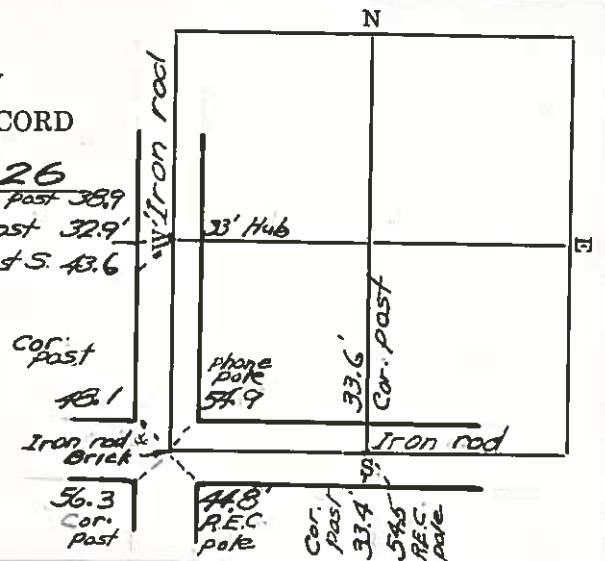 N
CORD
26
Iron rod
post 38.9
post 32.9'
st S. 43.6
W
33' Hub
E
Cor.
post
48.1
phone
pole
54.9
33.6'
Cor. post
Iron rod
Brick
Iron rod
S
56.3
Cor.
post
44.8'
R.E.C.
pole
Cor.
post
33.4'
54.5
R.E.C.
pole